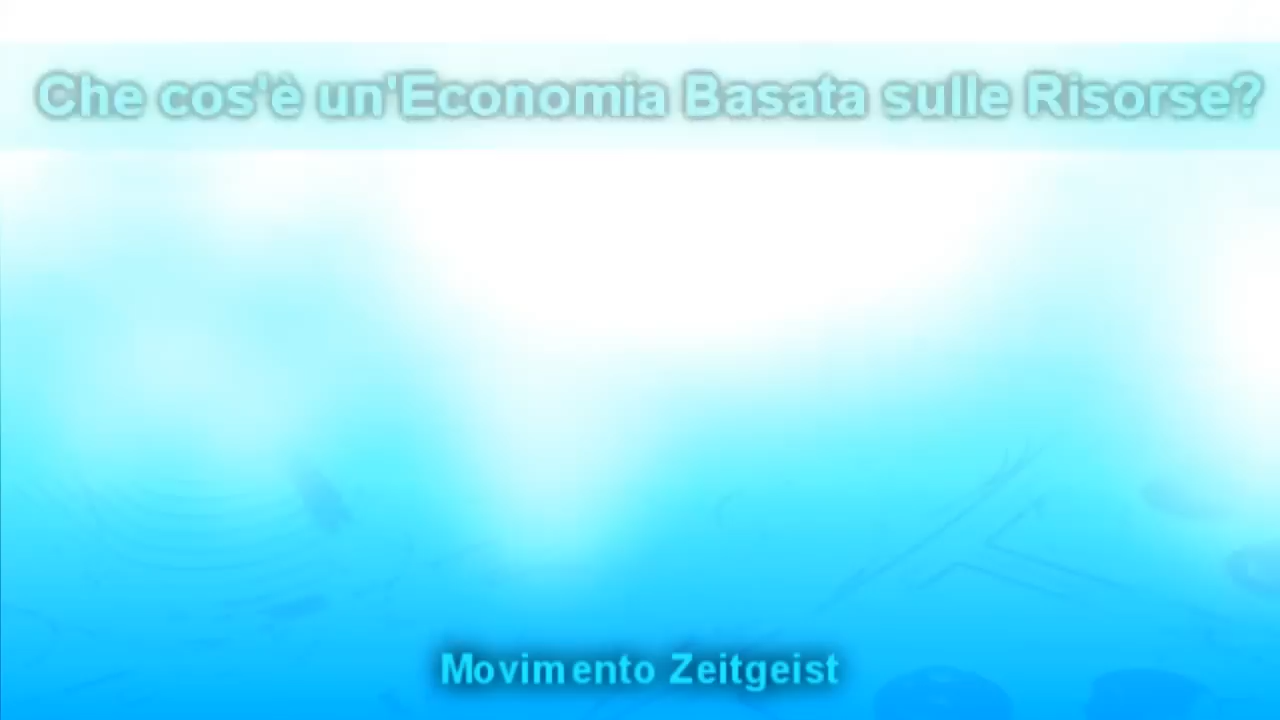 Che cos'è un'Economia Basata sulle Risorse?
Movimento Zeitgeist